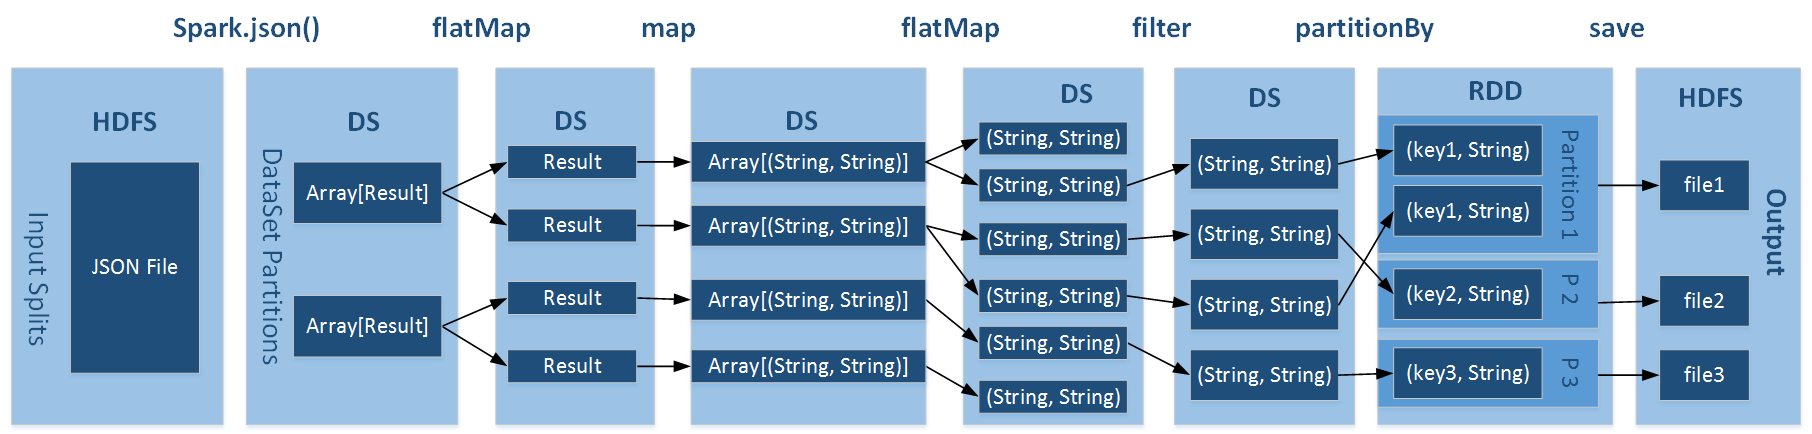 Spark.json()
flatMap
map
flatMap
filter
partitionBy
save
HDFS
Input Splits
JSON File
DS
DataSet Partitions
Array[Result]
Array[Result]
DS
Result
Result
Result
Result
DS
Array[(String, String)]
Array[(String, String)]
Array[(String, String)]
Array[(String, String)]
DS
(String, String)
(String, String)
(String, String)
(String, String)
(String, String)
(String, String)
DS
(String, String)
(String, String)
(String, String)
(String, String)
RDD
(key1, String)
(key1, String)
Partition 1
(key2, String)
P 2
(key3, String)
P 3
HDFS
file1
file2
file3
Output